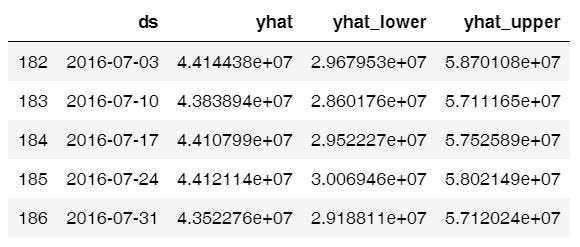 ds yhat yhat_lower yhat_upper
182 2016-07-03 4.414438e+07 2.967953e+07 5.870108e+07
183 2016-07-10 4.383894e+07 2.860176e+07 5.711165e+07
184 2016-07-17 4.410799e+07 2.952227e+07 5.752589e+07
185 2016-07-24 4.412114e+07 3.006946e+07 5.802149e+07
186 2016-07-31 4.352276e+07 2.918811e+07 5.712024e+07